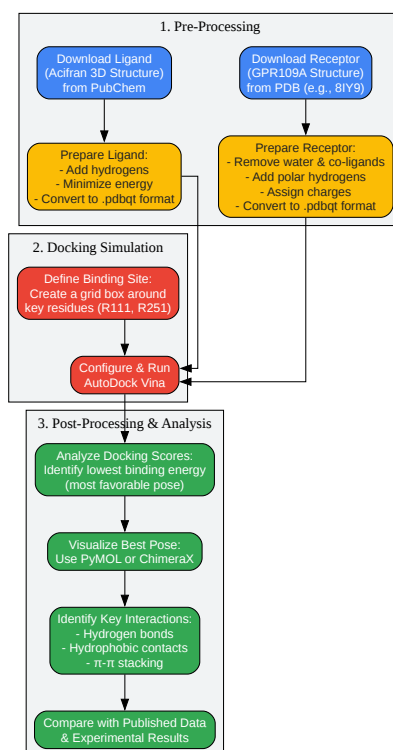 1. Pre-Processing
Download Ligand
(Acifran 3D Structure)
from PubChem
Download Receptor
(GPR109A Structure)
from PDB (e.g., 8IY9)
Prepare Ligand:
- Add hydrogens
- Minimize energy
- Convert to .pdbqt format
Prepare Receptor:
- Remove water & co-ligands
- Add polar hydrogens
- Assign charges
- Convert to .pdbqt format
2. Docking Simulation
Define Binding Site:
Create a grid box around
key residues (R111, R251)
Configure & Run
AutoDock Vina
3. Post-Processing & Analysis
Analyze Docking Scores:
Identify lowest binding energy
(most favorable pose)
Visualize Best Pose:
Use PyMOL or ChimeraX
Identify Key Interactions:
- Hydrogen bonds
- Hydrophobic contacts
- π-π stacking
Compare with Published Data
& Experimental Results